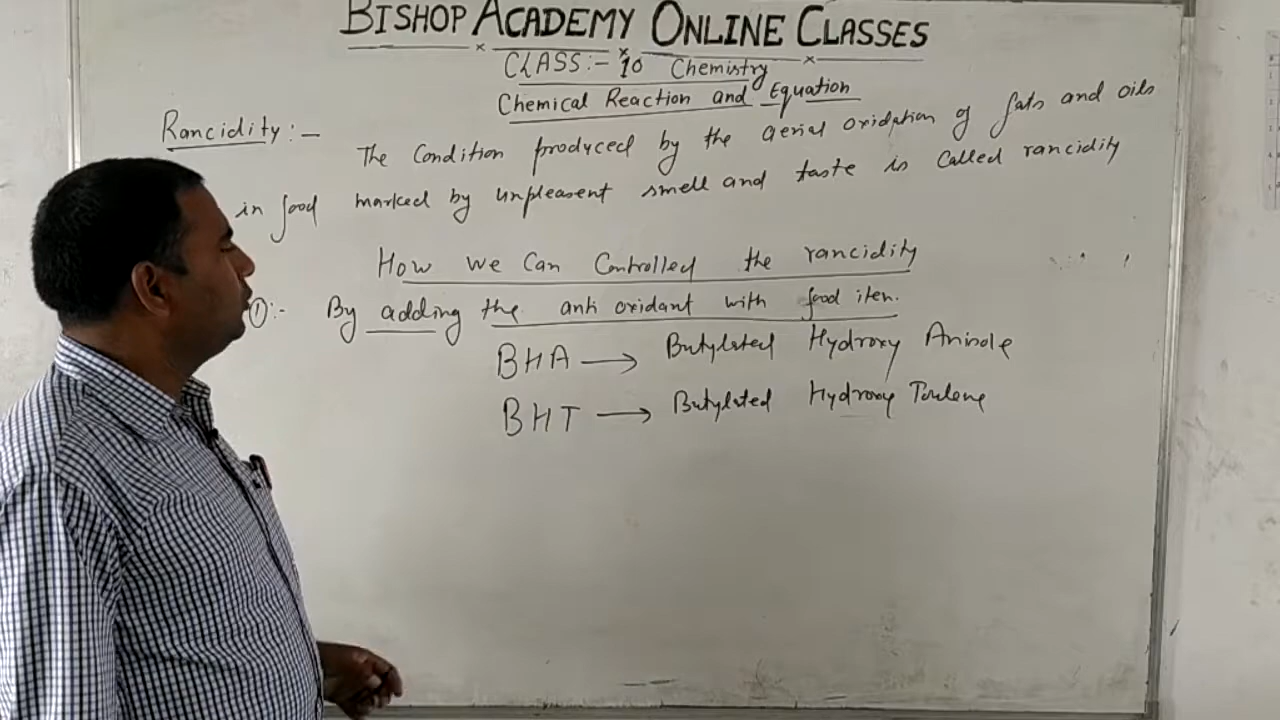 BISHOP ACADEMY ONLINE CLASSES
CLASS:- 10 Chemistry
Chemical Reaction and Equation
Rancidity:-
The Condition produced by the aerial oxidation of fats and oils
in food marked by unpleasent smell and taste is called rancidity
How we Can Controlled the rancidity
①:- By adding the anti oxidant with food iten.
BHA → Butylated Hydroxy Anisole
BHT → Butylated Hydroxy Toulene